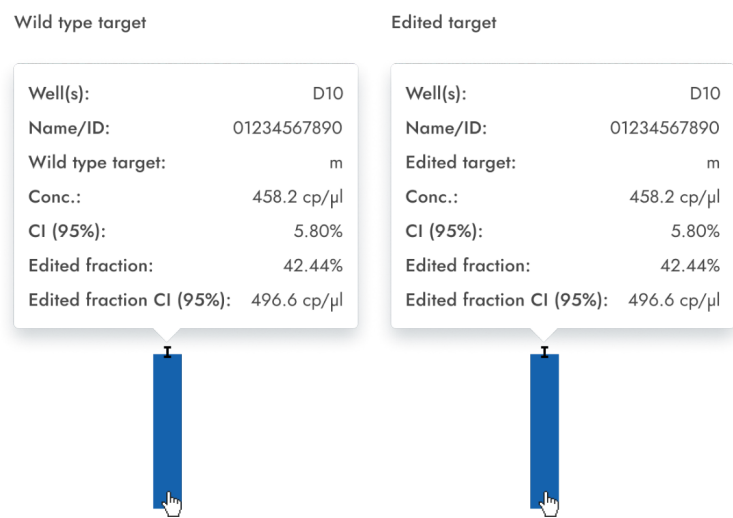 Wild type target
Well(s): D10
Name/ID: 01234567890
Wild type target: m
Conc.: 458.2 cp/µl
CI (95%): 5.80%
Edited fraction: 42.44%
Edited fraction CI (95%): 496.6 cp/µl
Edited target
Well(s): D10
Name/ID: 01234567890
Edited target: m
Conc.: 458.2 cp/µl
CI (95%): 5.80%
Edited fraction: 42.44%
Edited fraction CI (95%): 496.6 cp/µl